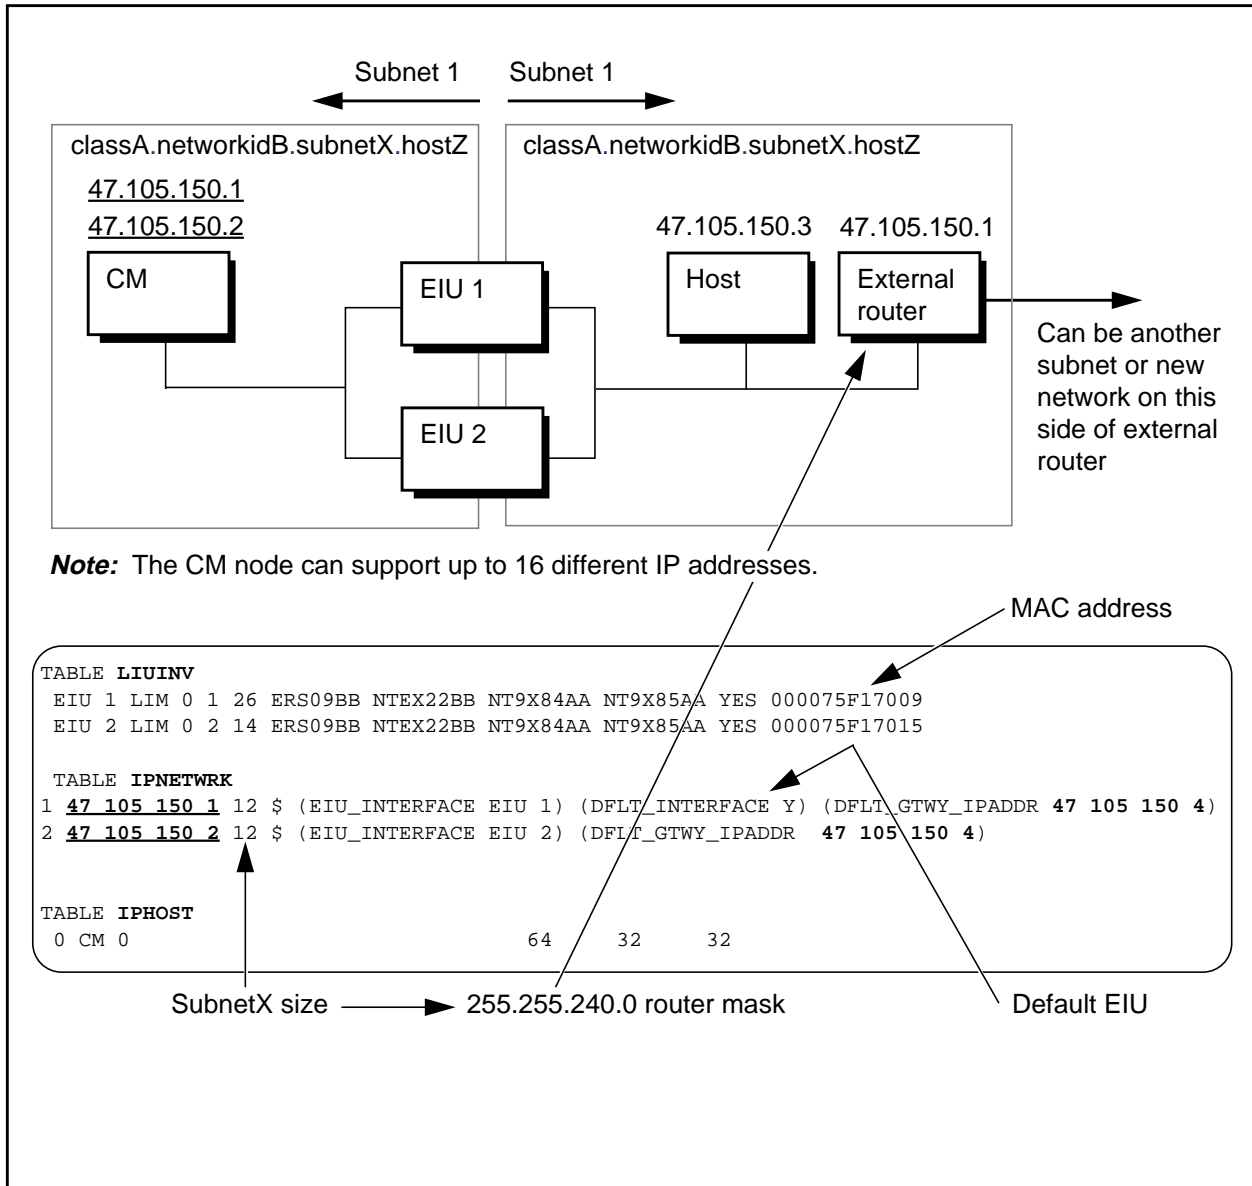 Subnet 1
Subnet 1
classA.networkidB.subnetX.hostZ
classA.networkidB.subnetX.hostZ
47.105.150.1
47.105.150.2
47.105.150.3
47.105.150.1
CM
EIU 1
EIU 2
Host
External
router
Can be another
subnet or new
network on this
side of external
router
Note: The CM node can support up to 16 different IP addresses.
MAC address
TABLE LIUINV
EIU 1 LIM 0 1 26 ERS09BB NTEX22BB NT9X84AA NT9X85AA YES 000075F17009
EIU 2 LIM 0 2 14 ERS09BB NTEX22BB NT9X84AA NT9X85AA YES 000075F17015
TABLE IPNETWRK
1 47 105 150 1 12 $ (EIU_INTERFACE EIU 1) (DFLT_INTERFACE Y) (DFLT_GTWY_IPADDR 47 105 150 4)
2 47 105 150 2 12 $ (EIU_INTERFACE EIU 2) (DFLT_GTWY_IPADDR 47 105 150 4)
TABLE IPHOST
0 CM 0 64 32 32
SubnetX size
255.255.240.0 router mask
Default EIU